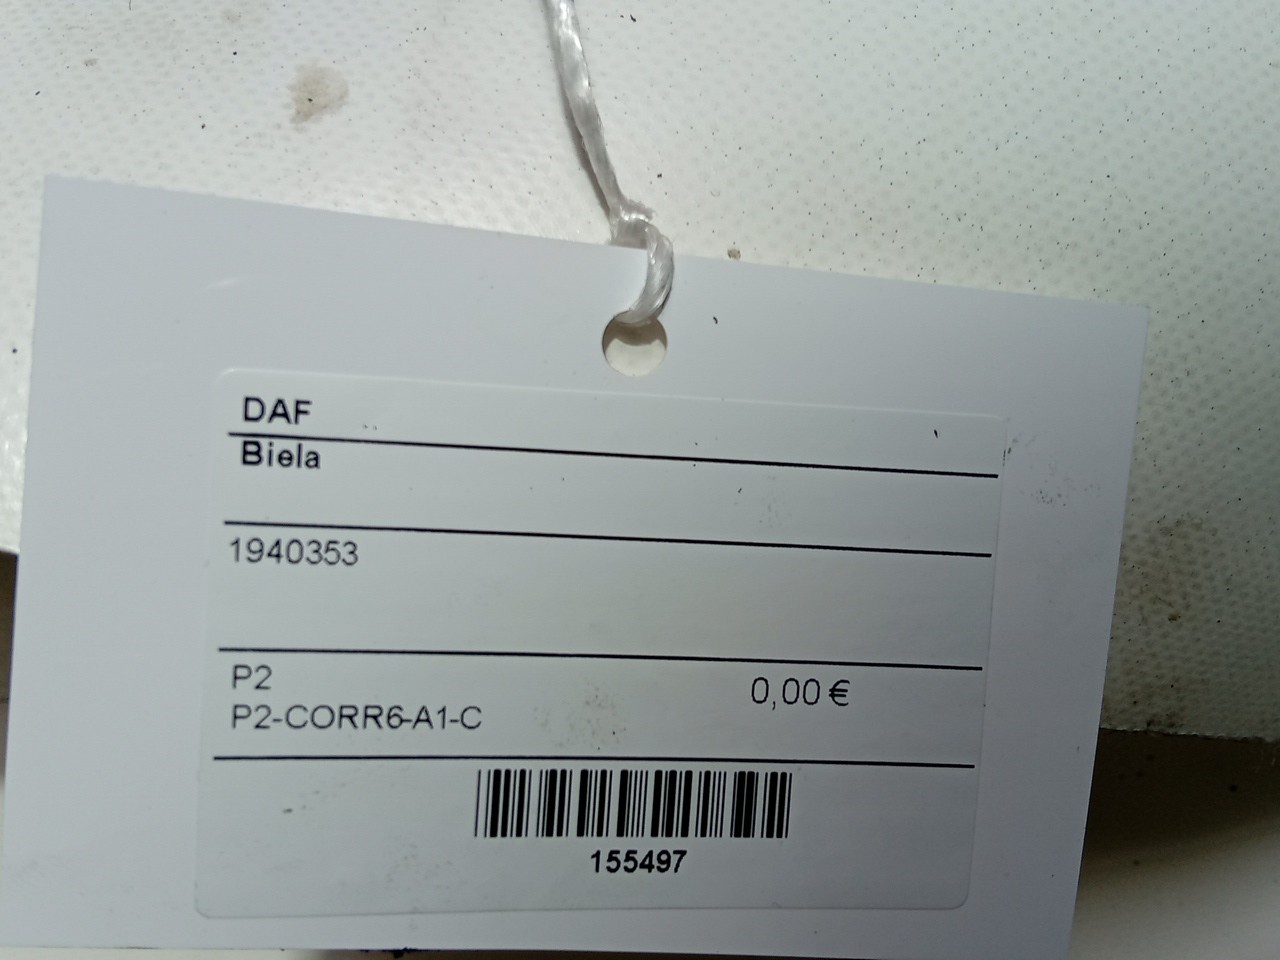 DAF
Biela
1940353
P2
0,00 €
P2-CORR6-A1-C
155497